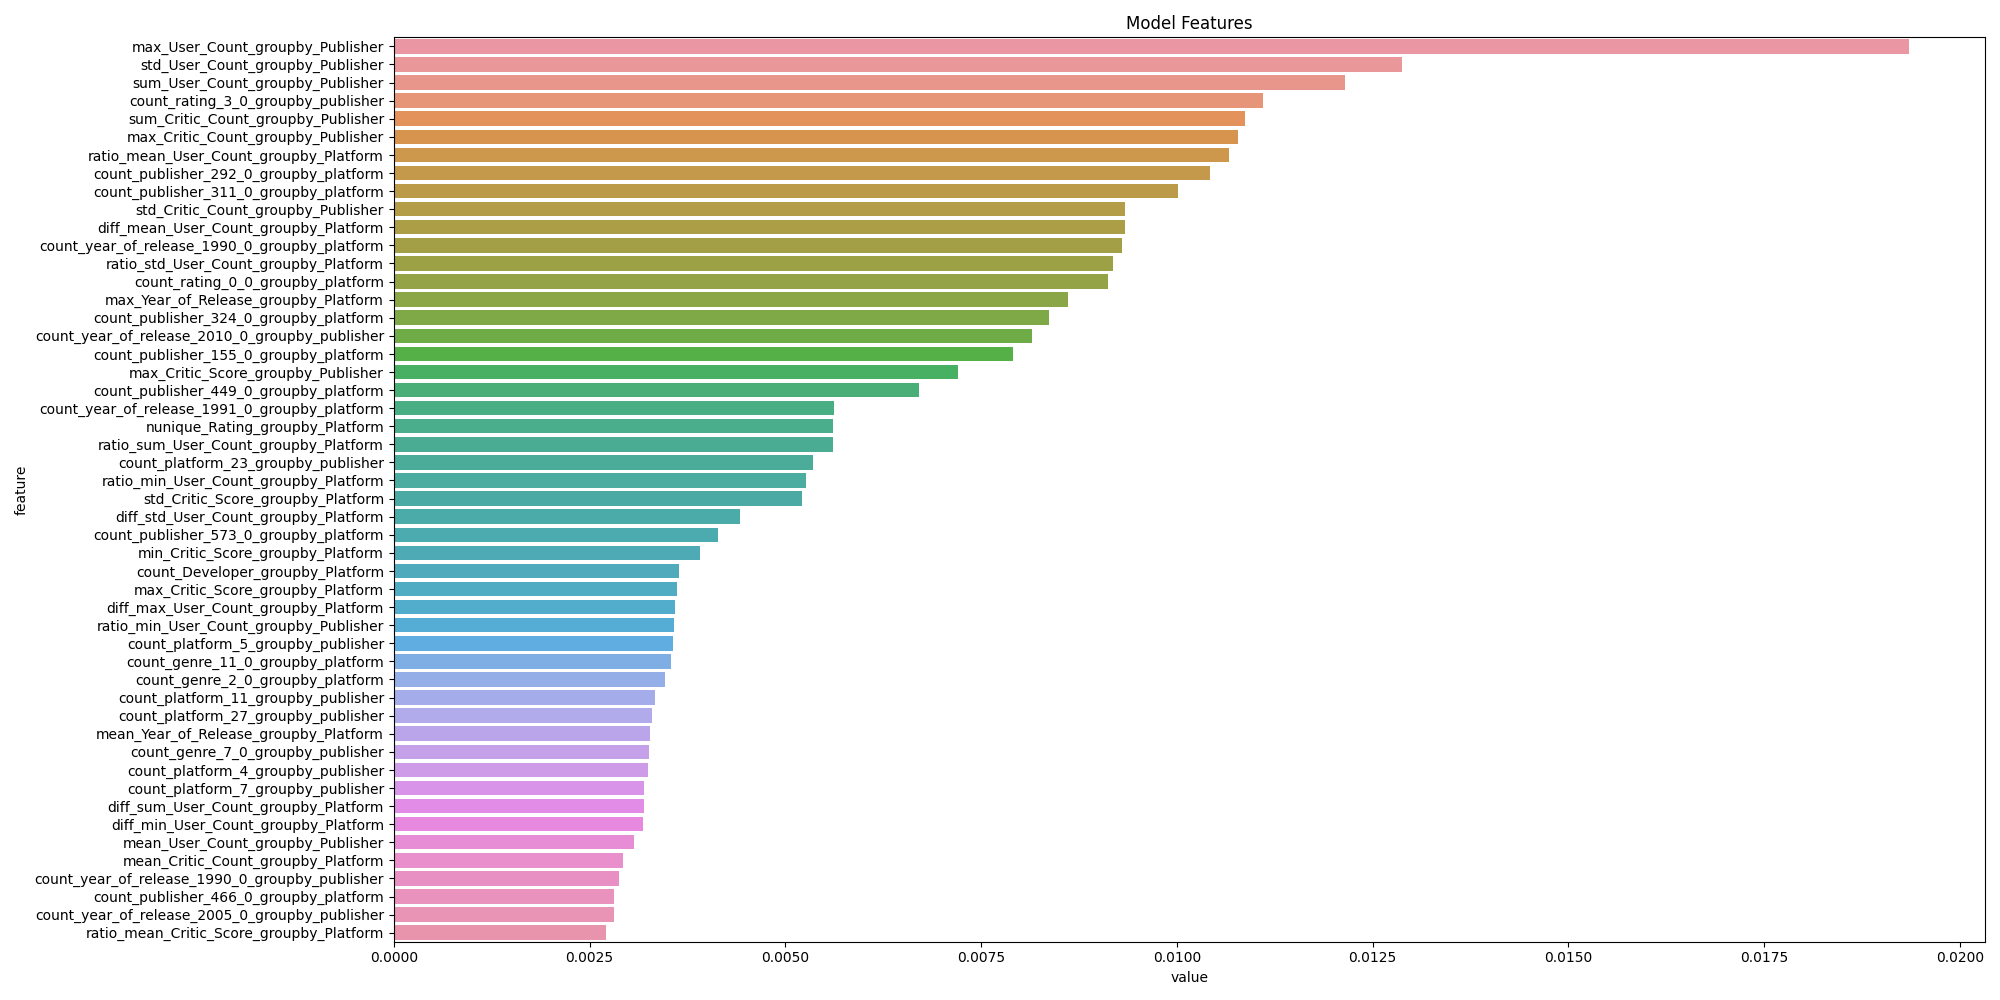 Model Features
max_User_Count_groupby_Publisher
std_User_Count_groupby_Publisher
sum_User_Count_groupby_Publisher
count_rating_3_0_groupby_publisher
sum_Critic_Count_groupby_Publisher
max_Critic_Count_groupby_Publisher
ratio_mean_User_Count_groupby_Platform
count_publisher_292_0_groupby_platform
count_publisher_311_0_groupby_platform
std_Critic_Count_groupby_Publisher
diff_mean_User_Count_groupby_Platform
count_year_of_release_1990_0_groupby_platform
ratio_std_User_Count_groupby_Platform
count_rating_0_0_groupby_platform
max_Year_of_Release_groupby_Platform
count_publisher_324_0_groupby_platform
count_year_of_release_2010_0_groupby_publisher
count_publisher_155_0_groupby_platform
max_Critic_Score_groupby_Publisher
count_publisher_449_0_groupby_platform
count_year_of_release_1991_0_groupby_platform
nunique_Rating_groupby_Platform
ratio_sum_User_Count_groupby_Platform
count_platform_23_groupby_publisher
ratio_min_User_Count_groupby_Platform
std_Critic_Score_groupby_Platform
diff_std_User_Count_groupby_Platform
count_publisher_573_0_groupby_platform
min_Critic_Score_groupby_Platform
count_Developer_groupby_Platform
max_Critic_Score_groupby_Platform
diff_max_User_Count_groupby_Platform
ratio_min_User_Count_groupby_Publisher
count_platform_5_groupby_publisher
count_genre_11_0_groupby_platform
count_genre_2_0_groupby_platform
count_platform_11_groupby_publisher
count_platform_27_groupby_publisher
mean_Year_of_Release_groupby_Platform
count_genre_7_0_groupby_publisher
count_platform_4_groupby_publisher
count_platform_7_groupby_publisher
diff_sum_User_Count_groupby_Platform
diff_min_User_Count_groupby_Platform
mean_User_Count_groupby_Publisher
mean_Critic_Count_groupby_Platform
count_year_of_release_1990_0_groupby_publisher
count_publisher_466_0_groupby_platform
count_year_of_release_2005_0_groupby_publisher
ratio_mean_Critic_Score_groupby_Platform
feature
0.0000 0.0025 0.0050 0.0075 0.0100 0.0125 0.0150 0.0175 0.0200
value